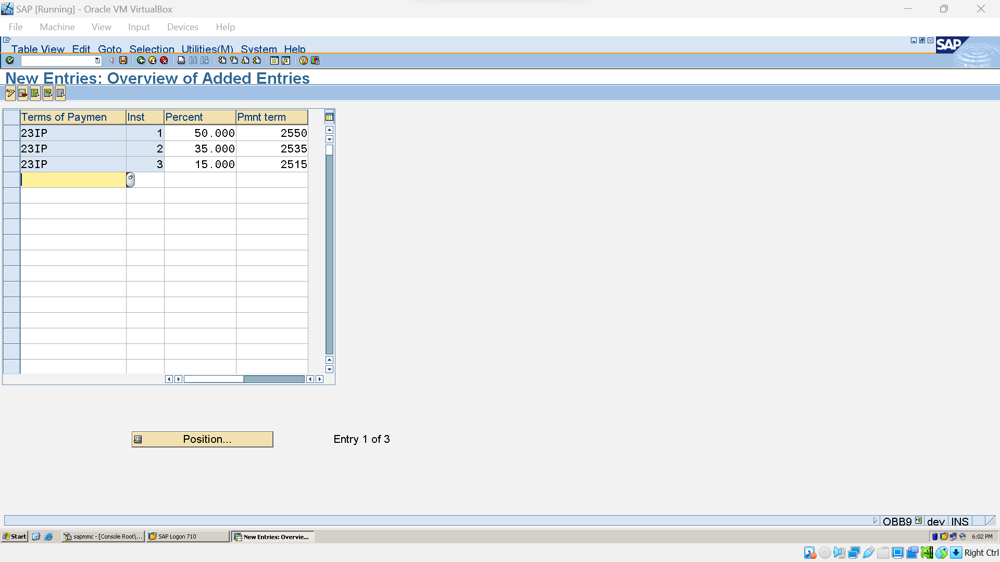 SAP [Running] - Oracle VM VirtualBox
File Machine View Input Devices Help
Table View Edit Goto Selection Utilities(M) System Help
SAP
New Entries: Overview of Added Entries
Terms of Paymen Inst Percent Pmnt term
23IP 1 50.000 2550
23IP 2 35.000 2535
23IP 3 15.000 2515
Position... Entry 1 of 3
OBB9 dev INS
Start sapmmc - [Console Root\... SAP Logon 710 New Entries: Overvie... 6:02 PM
Right Ctrl